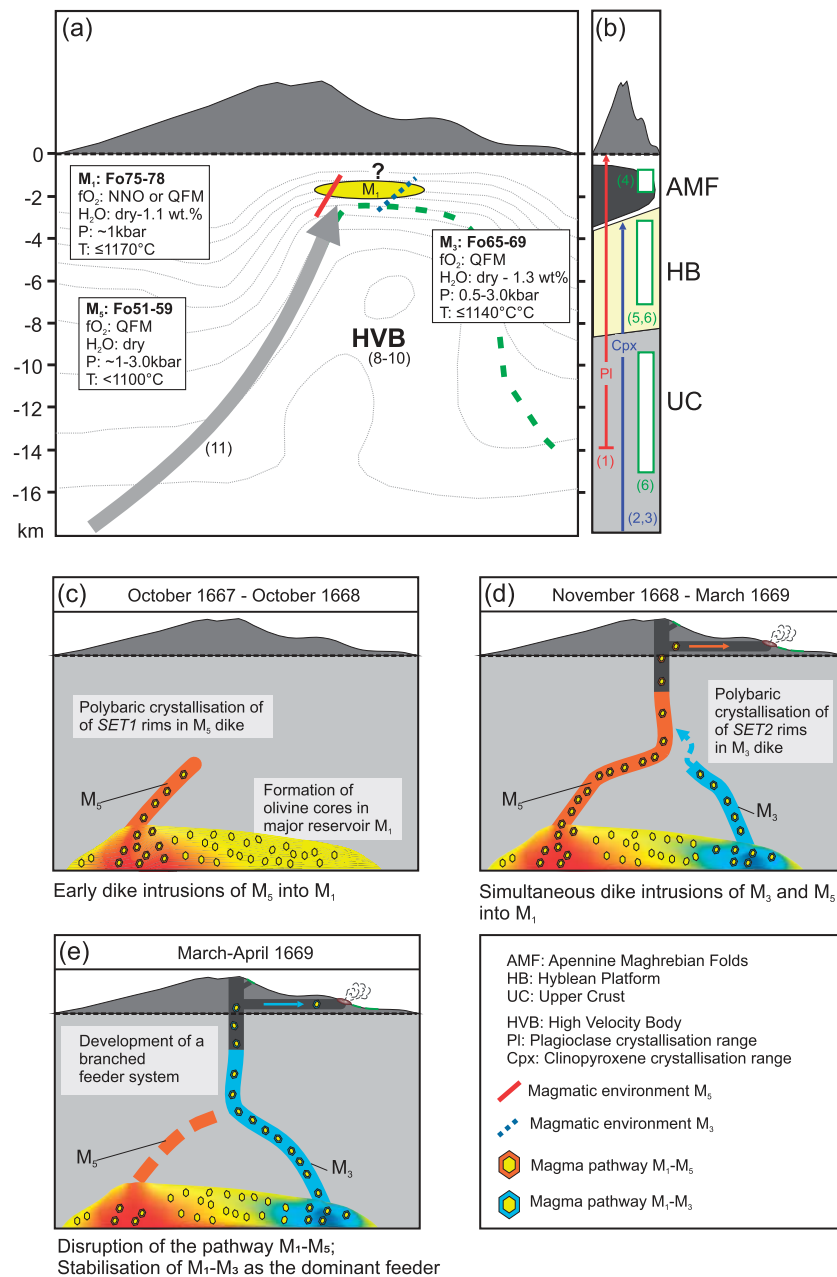 (a)
(b)
0
-2
-4
-6
-8
-10
-12
-14
-16
km
M₁: Fo75-78
fO₂: NNO or QFM
H₂O: dry-1.1 wt.%
P: ~1kbar
T: ≤1170°C
?
M₁
M₃: Fo65-69
fO₂: QFM
H₂O: dry - 1.3 wt%
P: 0.5-3.0kbar
T: ≤1140°C°C
M₅: Fo51-59
fO₂: QFM
H₂O: dry
P: ~1-3.0kbar
T: <1100°C
HVB
(8-10)
(11)
(4)
AMF
HB
(5,6)
Cpx
Pl
UC
(1)
(6)
(2,3)
(c) October 1667 - October 1668
Polybaric crystallisation of
of SET1 rims in M₅ dike
M₅
Formation of
olivine cores in
major reservoir M₁
Early dike intrusions of M₅ into M₁
(d) November 1668 - March 1669
Polybaric
crystallisation of
of SET2 rims
in M₃ dike
M₅
M₃
Simultaneous dike intrusions of M₃ and M₅
into M₁
(e) March-April 1669
Development of a
branched
feeder system
M₅
M₃
Disruption of the pathway M₁-M₅;
Stabilisation of M₁-M₃ as the dominant feeder
AMF: Apennine Maghrebian Folds
HB: Hyblean Platform
UC: Upper Crust
HVB: High Velocity Body
Pl: Plagioclase crystallisation range
Cpx: Clinopyroxene crystallisation range
Magmatic environment M₅
Magmatic environment M₃
Magma pathway M₁-M₅
Magma pathway M₁-M₃